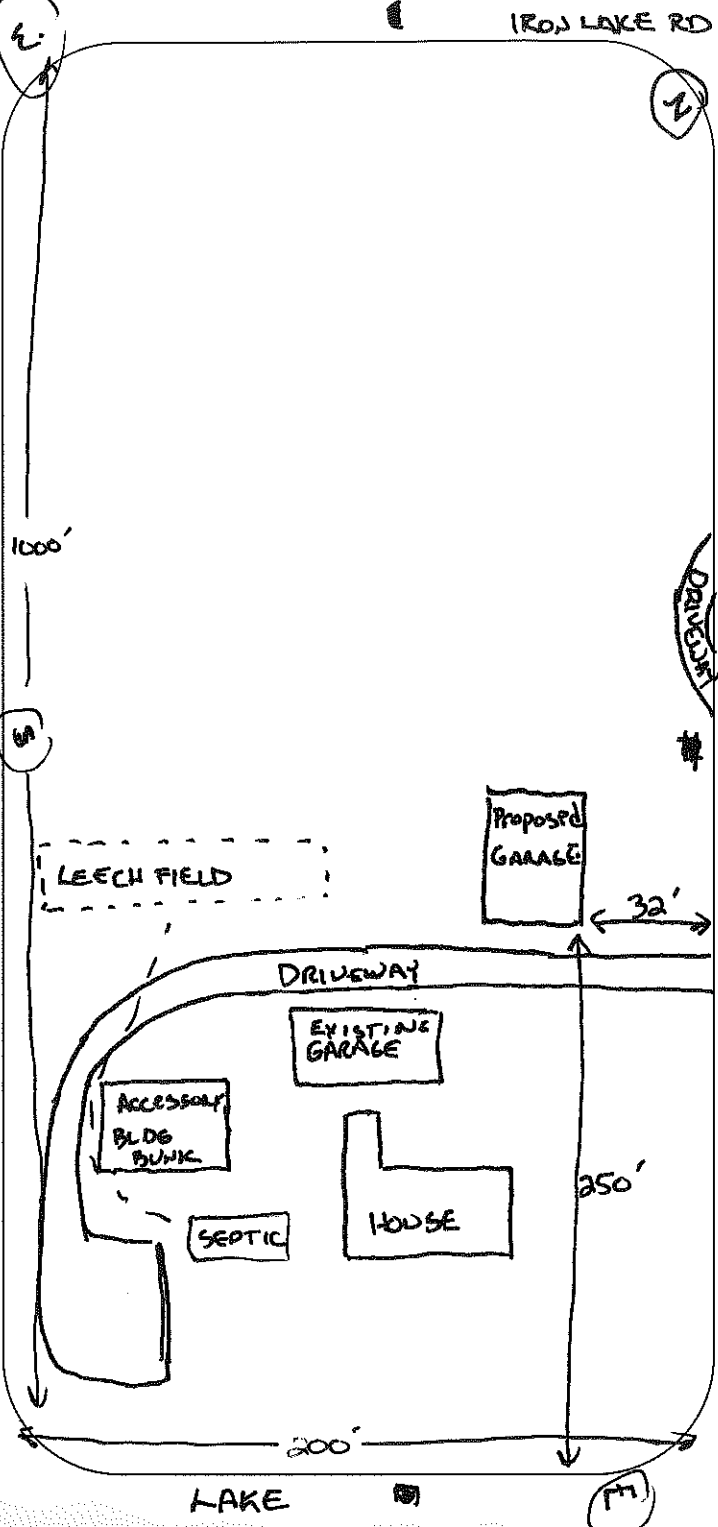 IRON LAKE RD
W
N
1000'
DRIVEWAY
S
Proposed
GARAGE
LEECH FIELD
32'
DRIVEWAY
EXISTING
GARAGE
ACCESSORY
BLDG
BUNK
250'
HOUSE
SEPTIC
200'
LAKE
E